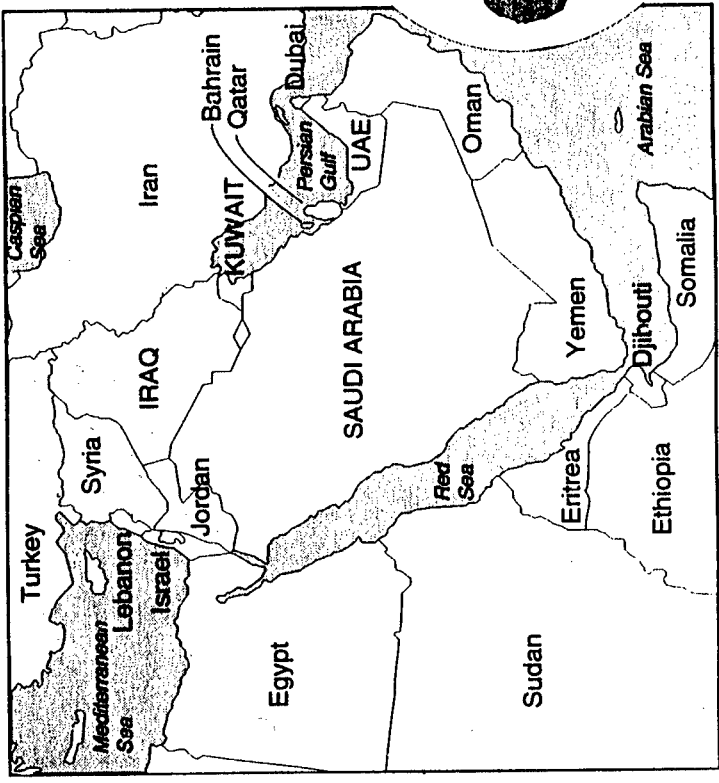 Turkey
Caspian
Sea
Mediterranean
Sea
Lebanon
Israel
Syria
Jordan
IRAQ
Iran
KUWAIT
Bahrain
Qatar
Persian
Gulf
Dubai
UAE
Egypt
SAUDI ARABIA
Oman
Red
Sea
Sudan
Eritrea
Ethiopia
Yemen
Djibouti
Somalia
Arabian Sea